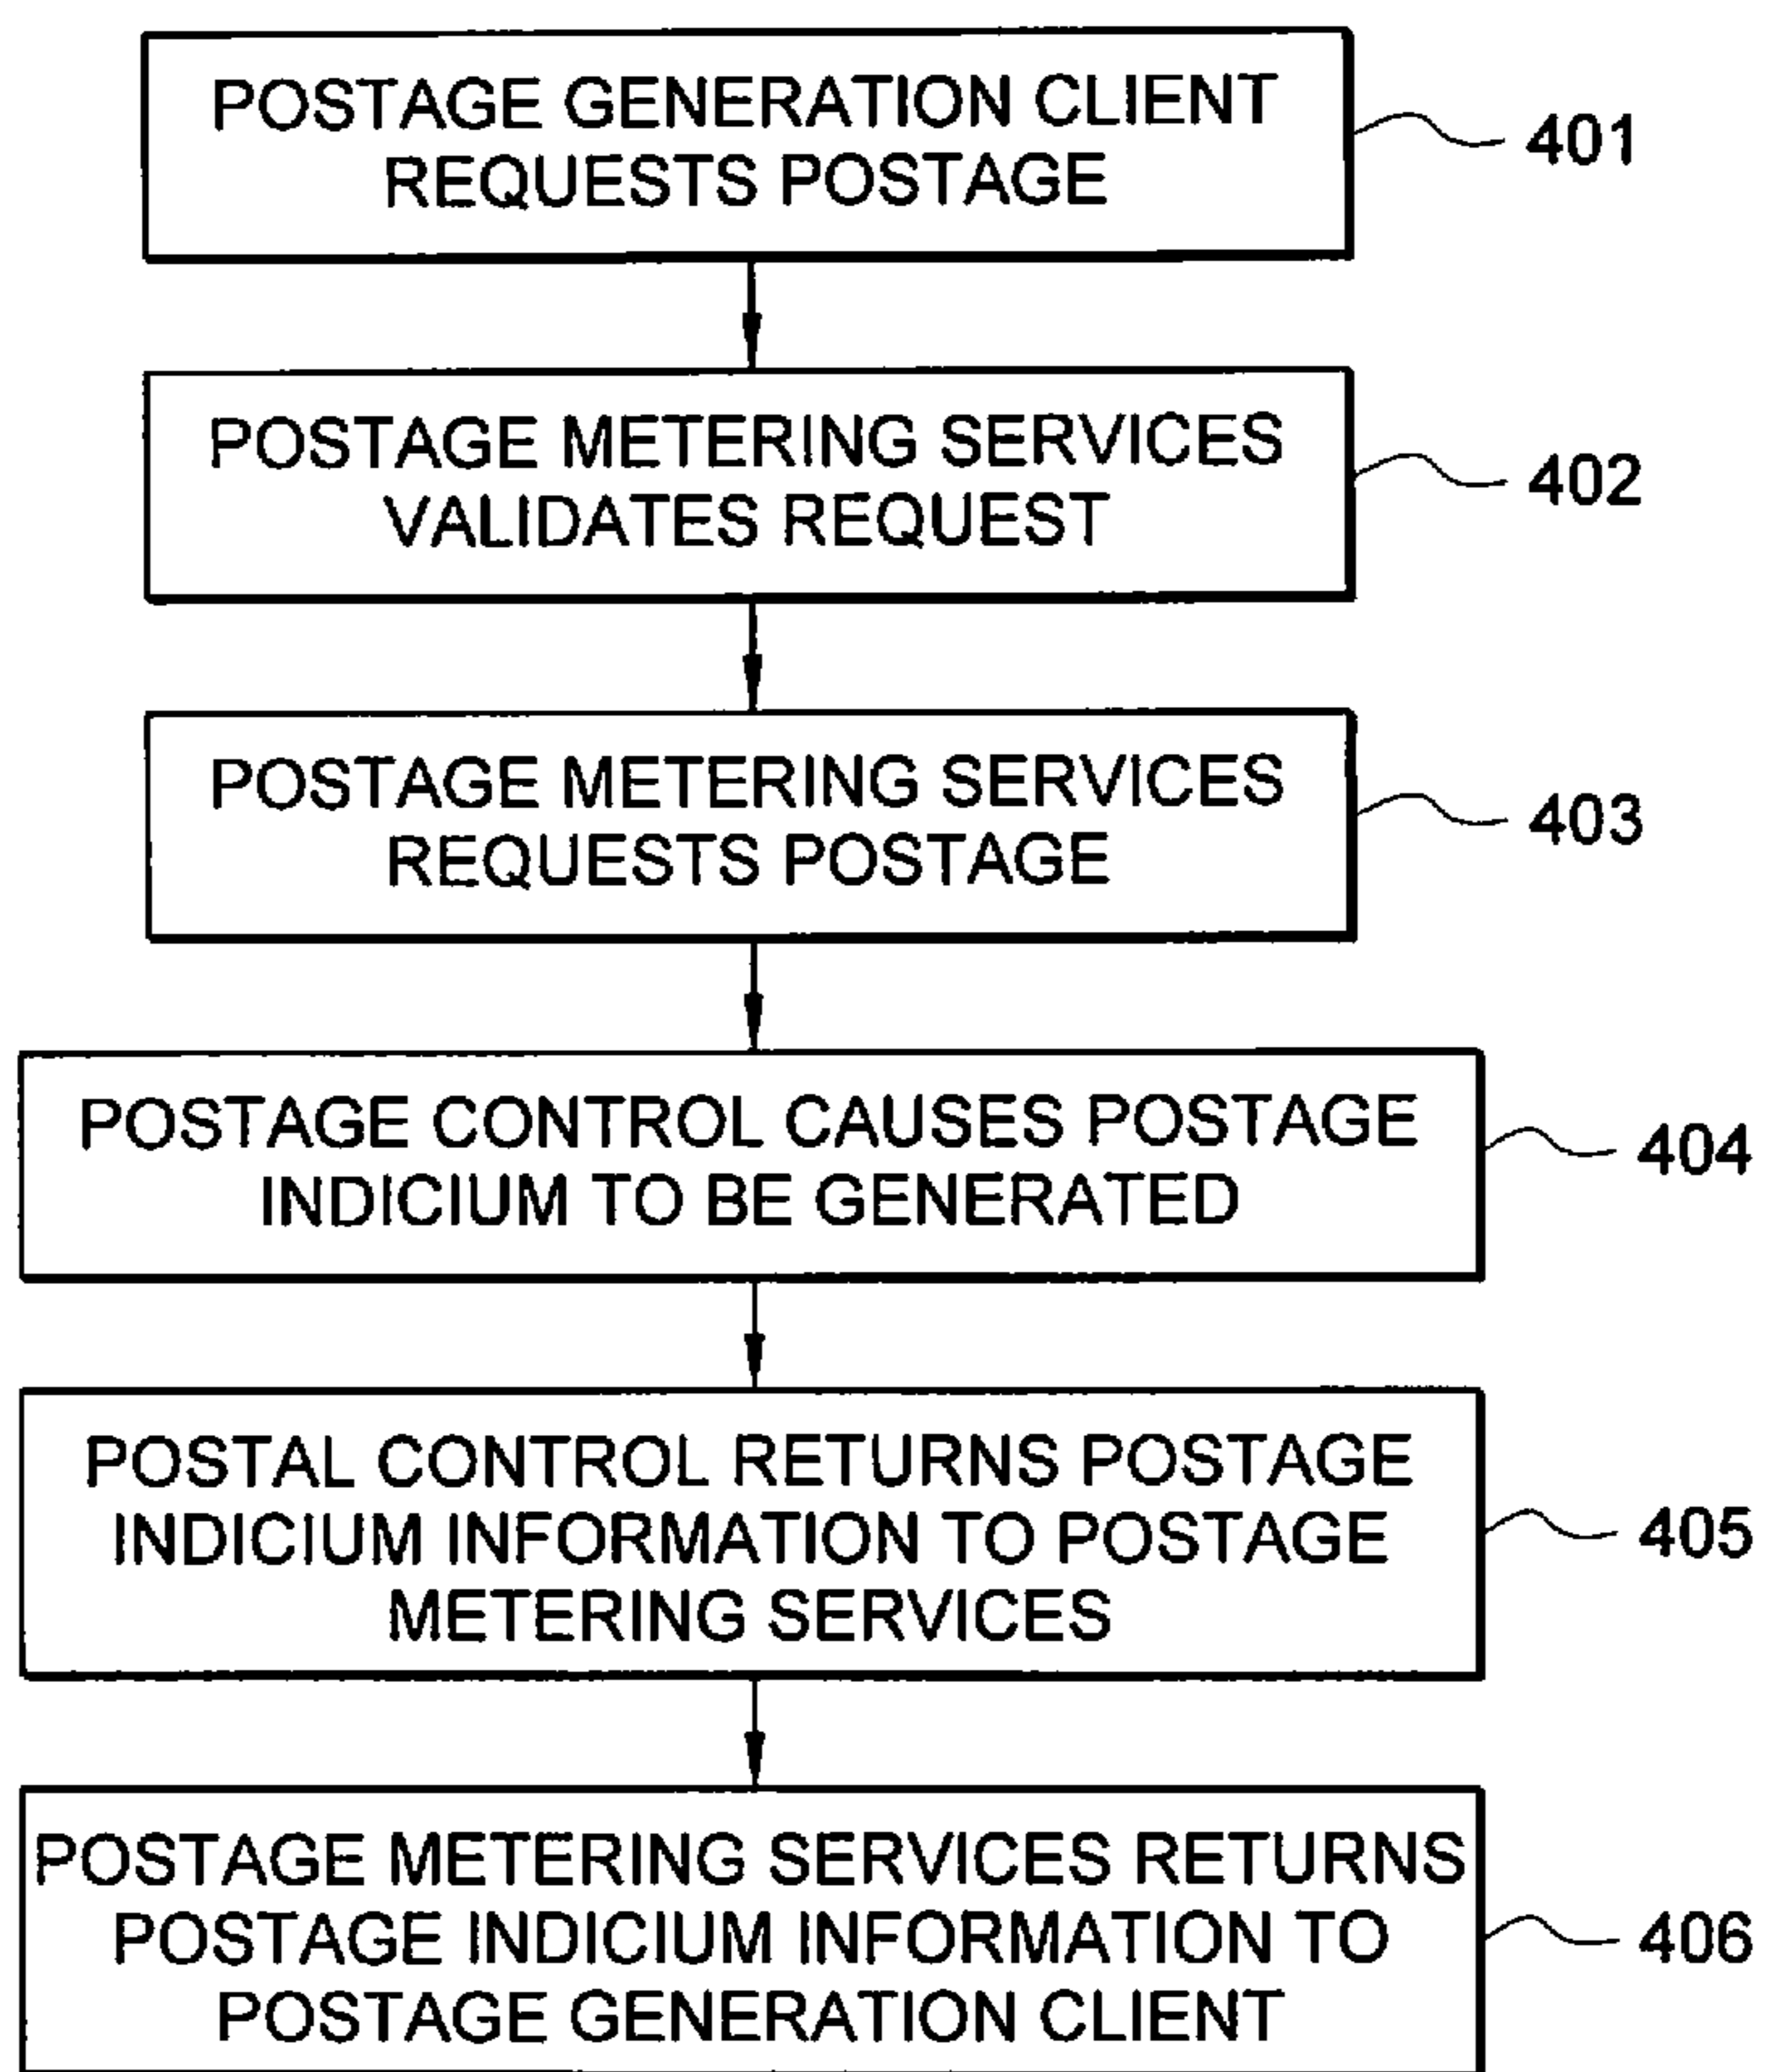 POSTAGE GENERATION CLIENT
REQUESTS POSTAGE
401
POSTAGE METERING SERVICES
VALIDATES REQUEST
402
POSTAGE METERING SERVICES
REQUESTS POSTAGE
403
POSTAGE CONTROL CAUSES POSTAGE
INDICIUM TO BE GENERATED
404
POSTAL CONTROL RETURNS POSTAGE
INDICIUM INFORMATION TO POSTAGE
METERING SERVICES
405
POSTAGE METERING SERVICES RETURNS
POSTAGE INDICIUM INFORMATION TO
POSTAGE GENERATION CLIENT
406